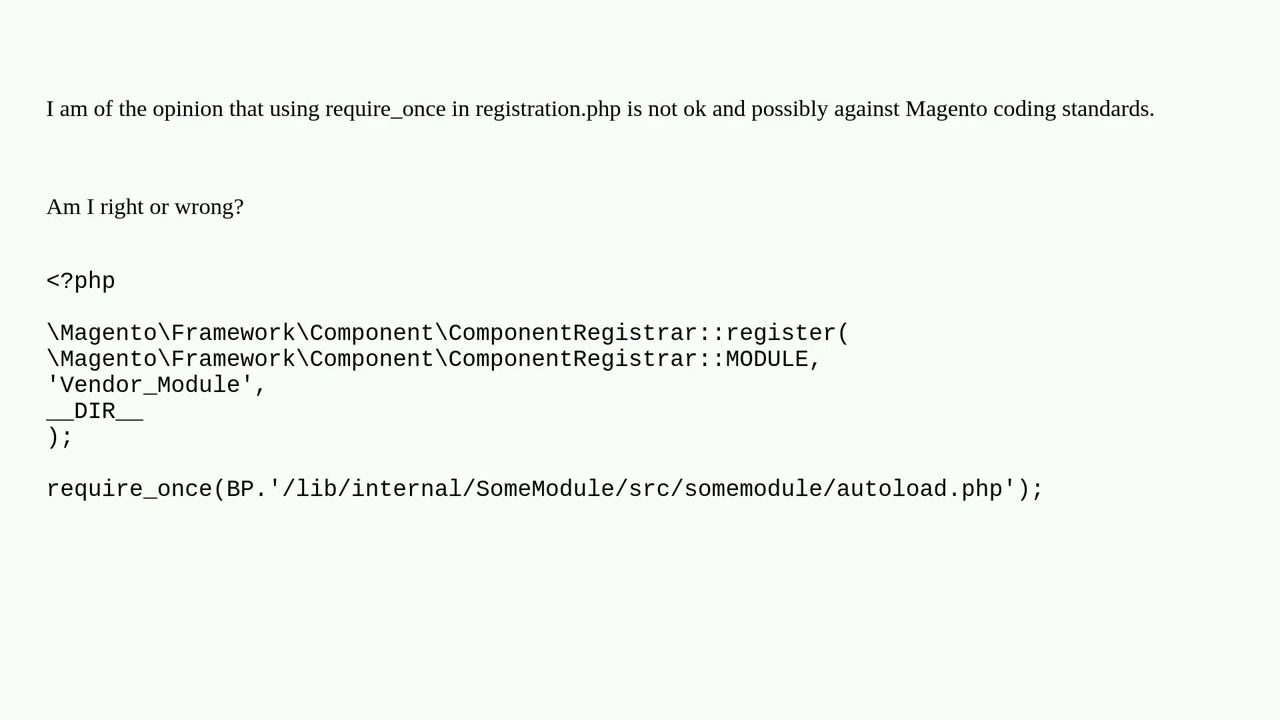 I am of the opinion that using require_once in registration.php is not ok and possibly against Magento coding standards.
Am I right or wrong?
<?php
\Magento\Framework\Component\ComponentRegistrar::register(
\Magento\Framework\Component\ComponentRegistrar::MODULE,
'Vendor_Module',
__DIR__
);
require_once(BP.'/lib/internal/SomeModule/src/somemodule/autoload.php');